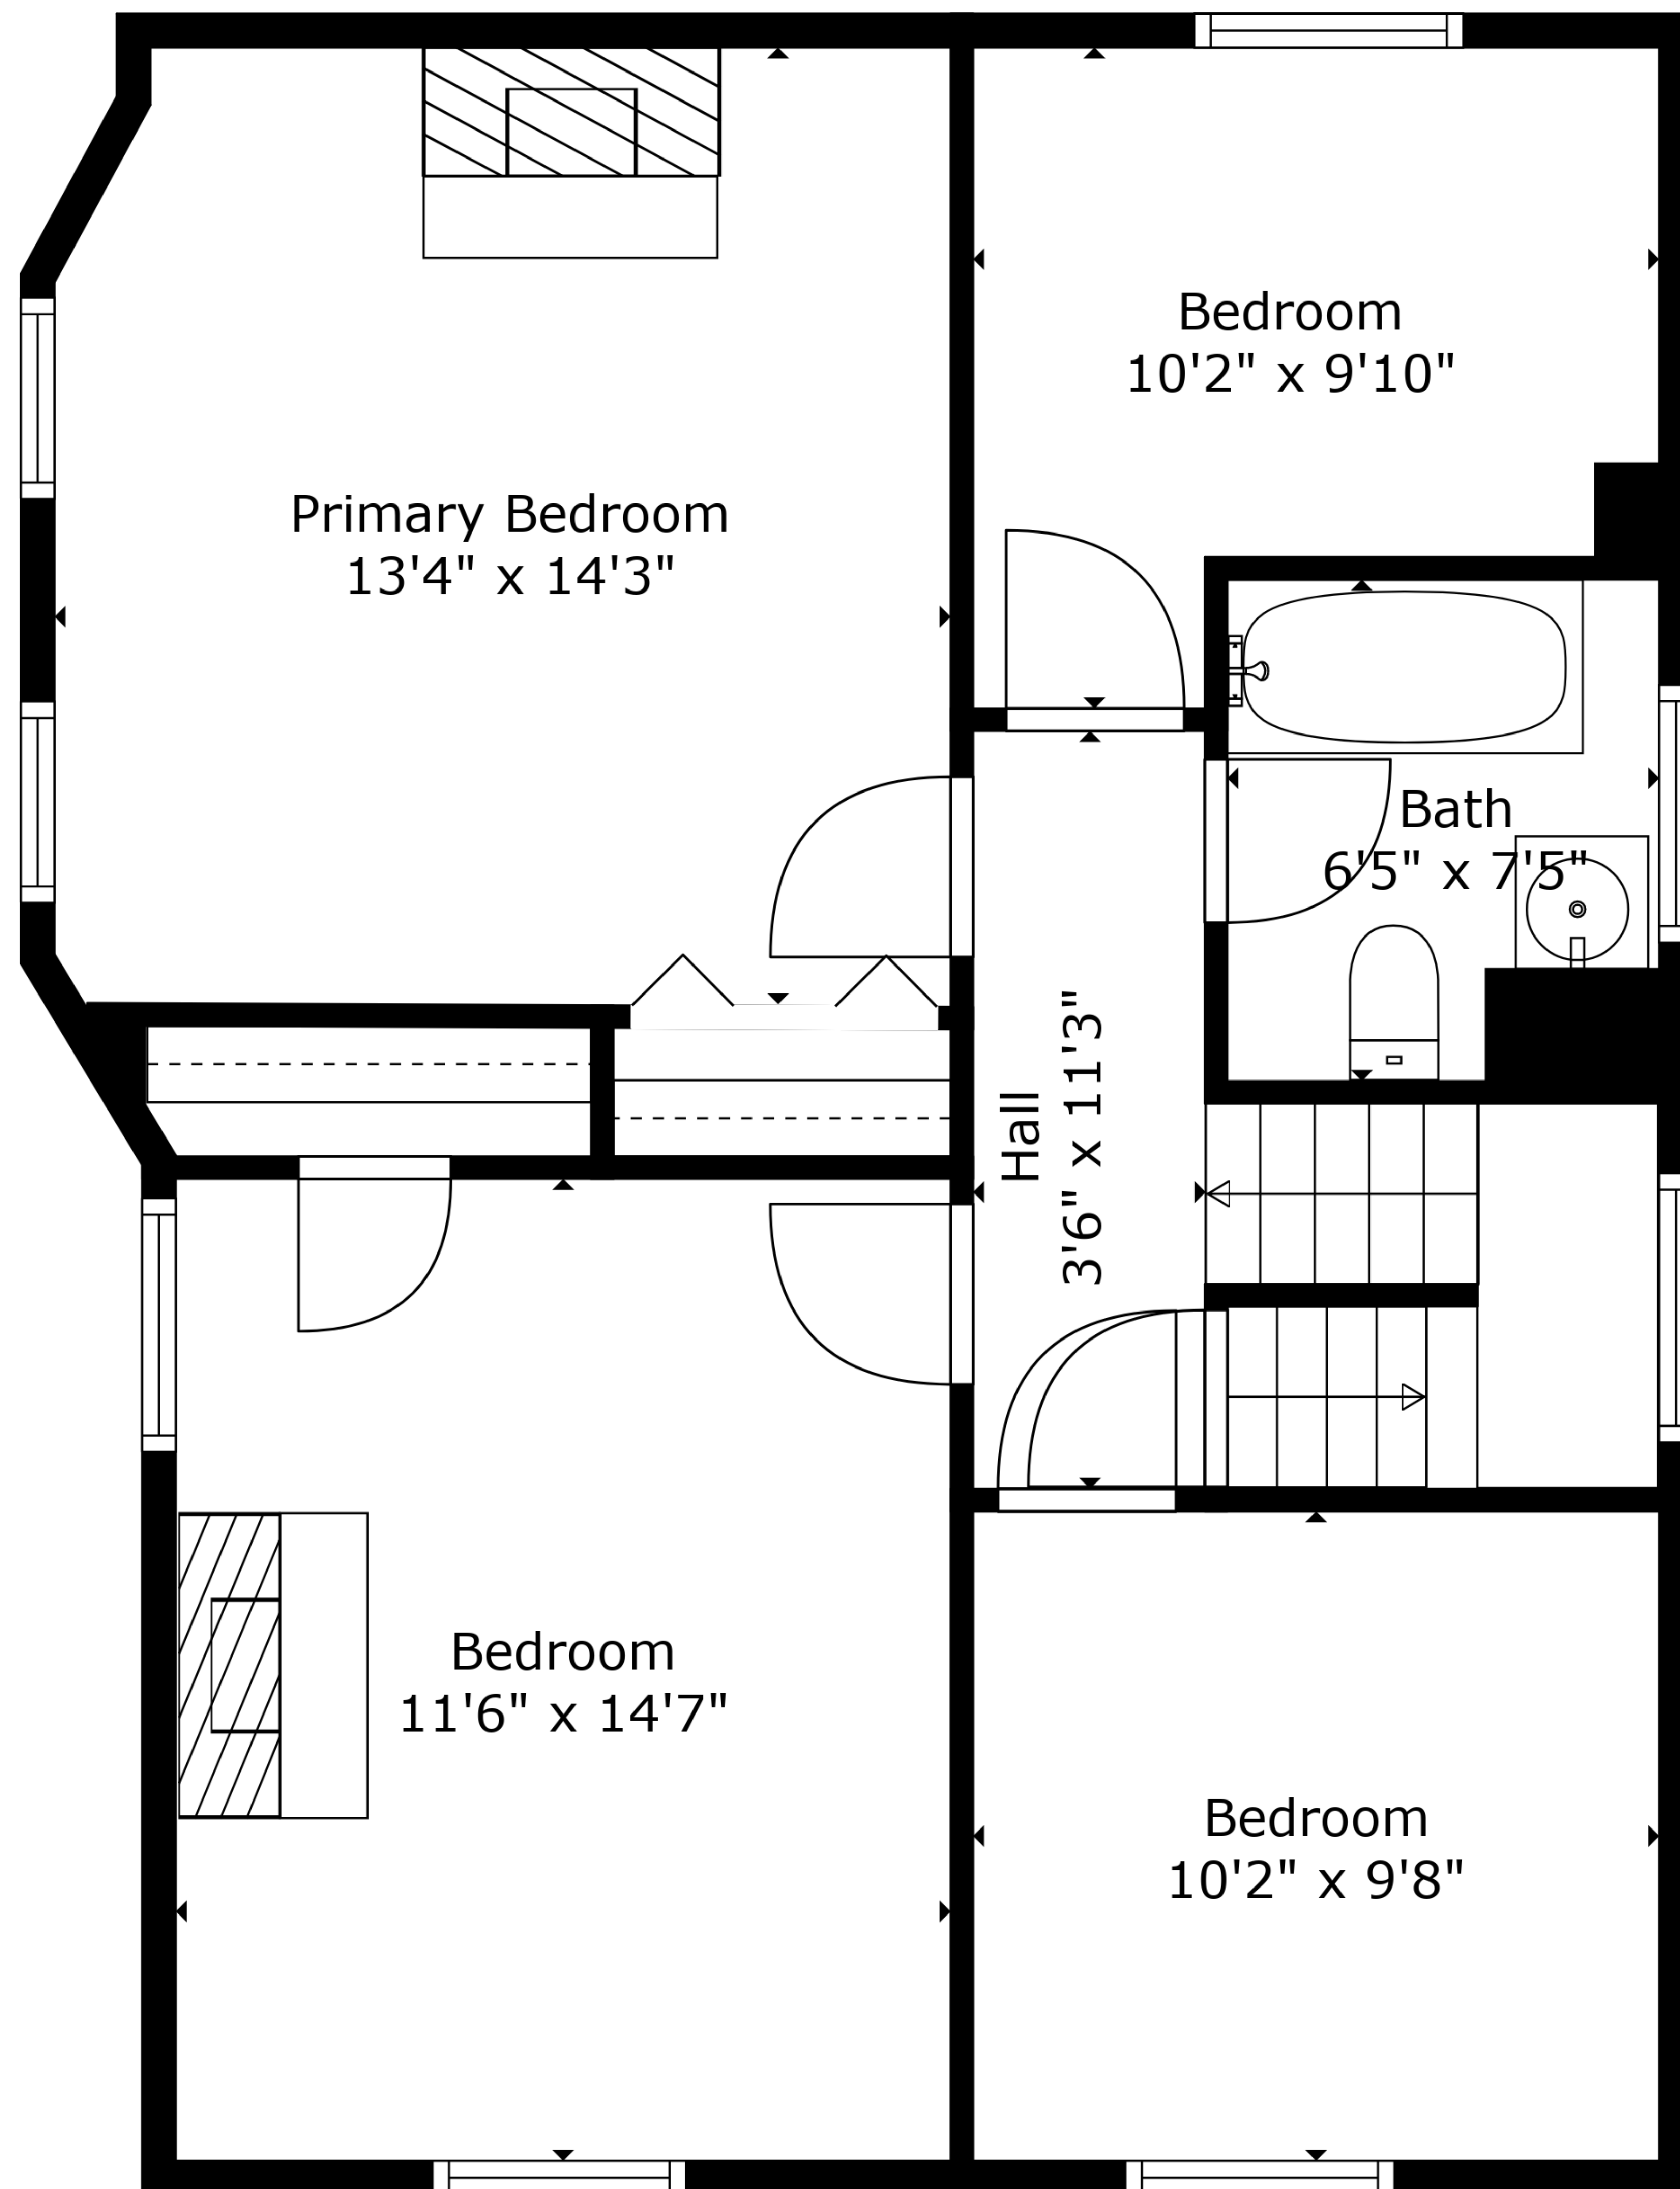 Bedroom
10'2" x 9'10"
Primary Bedroom
13'4" x 14'3"
Bath
6'5" x 7'5"
Hall
3'6" x 11'3"
Bedroom
11'6" x 14'7"
Bedroom
10'2" x 9'8"